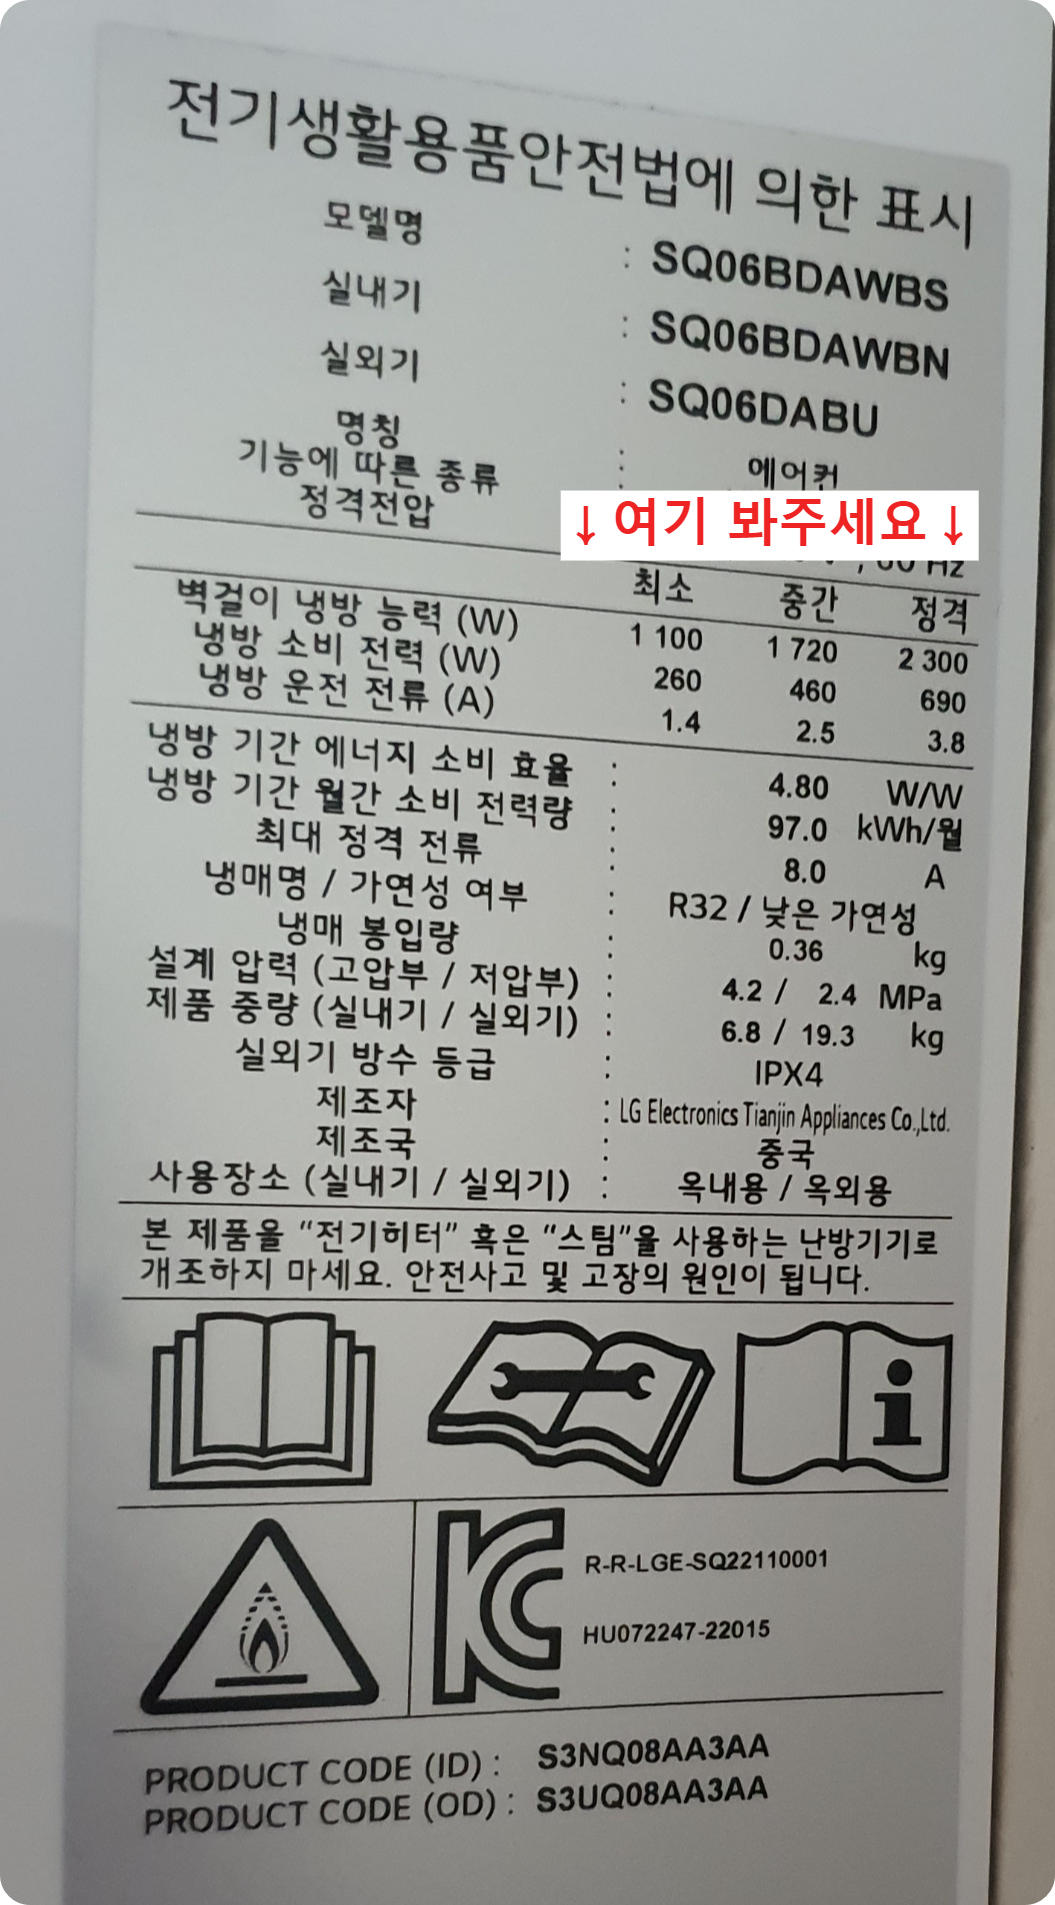 전기생활용품안전법에 의한 표시
모델명 : SQ06BDAWBS
실내기 : SQ06BDAWBN
실외기 : SQ06DABU
명칭 : 에어컨
기능에 따른 종류 :
↓여기 봐주세요↓
정격전압 , 60 Hz
최소 중간 정격
벽걸이 냉방 능력 (W) 1 100 1 720 2 300
냉방 소비 전력 (W) 260 460 690
냉방 운전 전류 (A) 1.4 2.5 3.8
냉방 기간 에너지 소비 효율 : 4.80 W/W
냉방 기간 월간 소비 전력량 : 97.0 kWh/월
최대 정격 전류 : 8.0 A
냉매명 / 가연성 여부 : R32 / 낮은 가연성
냉매 봉입량 : 0.36 kg
설계 압력 (고압부 / 저압부) : 4.2 / 2.4 MPa
제품 중량 (실내기 / 실외기) : 6.8 / 19.3 kg
실외기 방수 등급 : IPX4
제조자 : LG Electronics Tianjin Appliances Co.,Ltd.
제조국 : 중국
사용장소 (실내기 / 실외기) : 옥내용 / 옥외용
본 제품을 "전기히터" 혹은 "스팀"을 사용하는 난방기기로
개조하지 마세요. 안전사고 및 고장의 원인이 됩니다.
R-R-LGE-SQ22110001
HU072247-22015
PRODUCT CODE (ID) : S3NQ08AA3AA
PRODUCT CODE (OD) : S3UQ08AA3AA